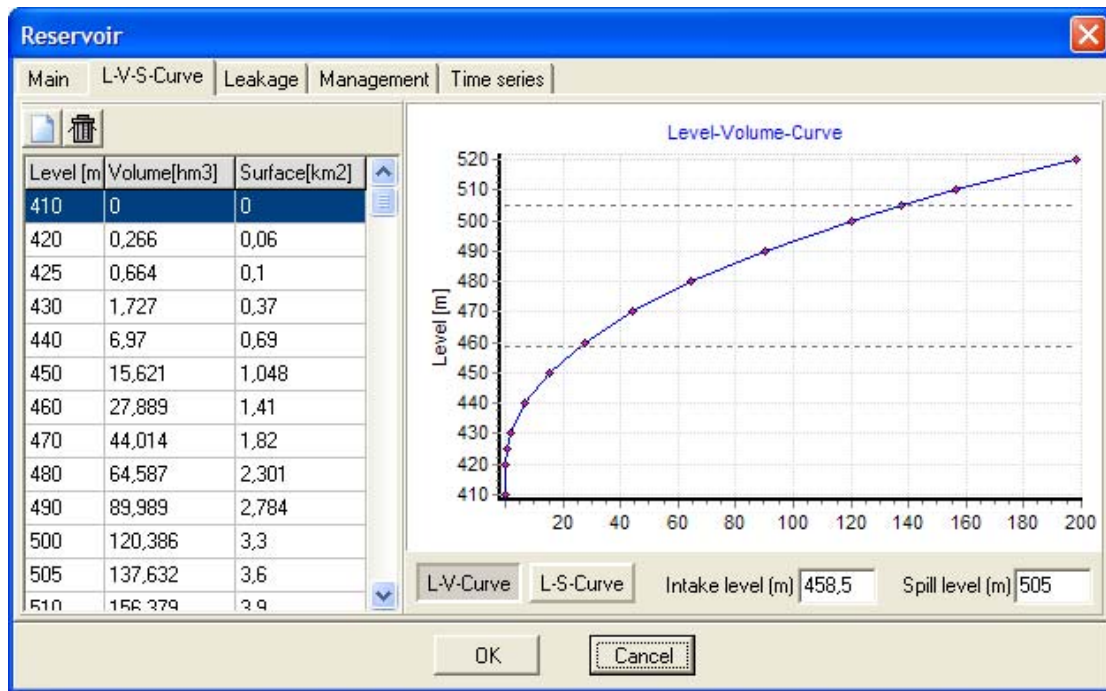 Reservoir
Main L-V-S-Curve Leakage Management Time series
Level [m Volume[hm3] Surface[km2]
410 0 0
420 0,266 0,06
425 0,664 0,1
430 1,727 0,37
440 6,97 0,69
450 15,621 1,048
460 27,889 1,41
470 44,014 1,82
480 64,587 2,301
490 89,989 2,784
500 120,386 3,3
505 137,632 3,6
510 156,379 3,9
Level-Volume-Curve
Level [m]
520
510
500
490
480
470
460
450
440
430
420
410
20 40 60 80 100 120 140 160 180 200
L-V-Curve L-S-Curve Intake level (m) 458,5 Spill level (m) 505
OK Cancel